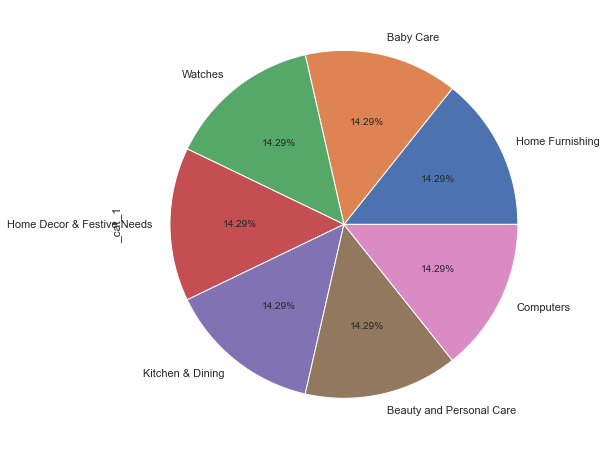 Baby Care
Watches
Home Furnishing
Home Decor & Festive Needs
_cat_1
Kitchen & Dining
Computers
Beauty and Personal Care
14.29%
14.29%
14.29%
14.29%
14.29%
14.29%
14.29%